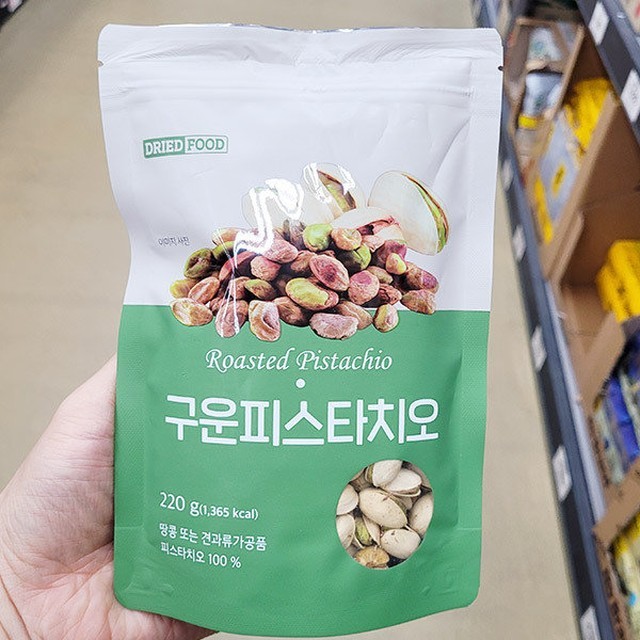 DRIED FOOD
이미지 사진
Roasted Pistachio
구운피스타치오
220 g(1,365 kcal)
땅콩 또는 견과류가공품
피스타치오 100 %